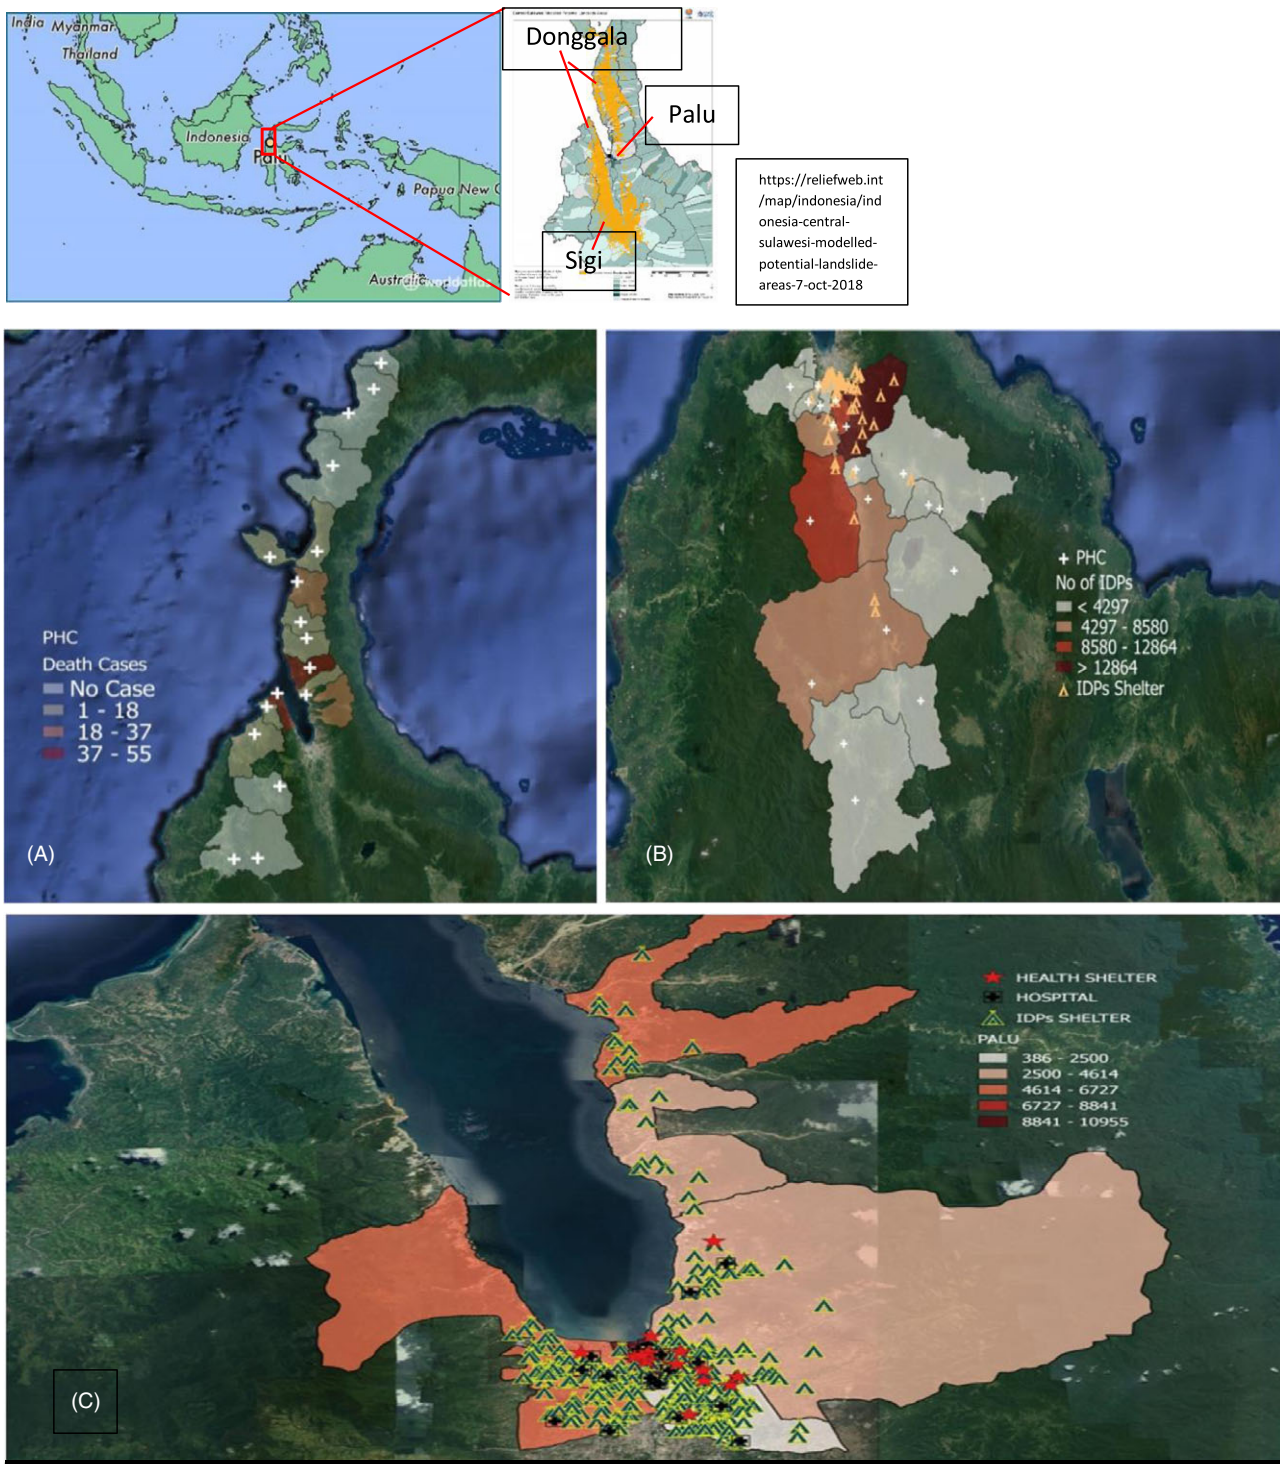 India
Myanmar
Thailand
Indonesia
Palu
Papua New G
Australia
worldatlas
Donggala
Palu
Sigi
https://reliefweb.int
/map/indonesia/ind
onesia-central-
sulawesi-modelled-
potential-landslide-
areas-7-oct-2018
PHC
Death Cases
No Case
1 - 18
18 - 37
37 - 55
(A)
PHC
No of IDPs
< 4297
4297 - 8580
8580 - 12864
> 12864
IDPs Shelter
(B)
HEALTH SHELTER
HOSPITAL
IDPs SHELTER
PALU
386 - 2500
2500 - 4614
4614 - 6727
6727 - 8841
8841 - 10955
(C)